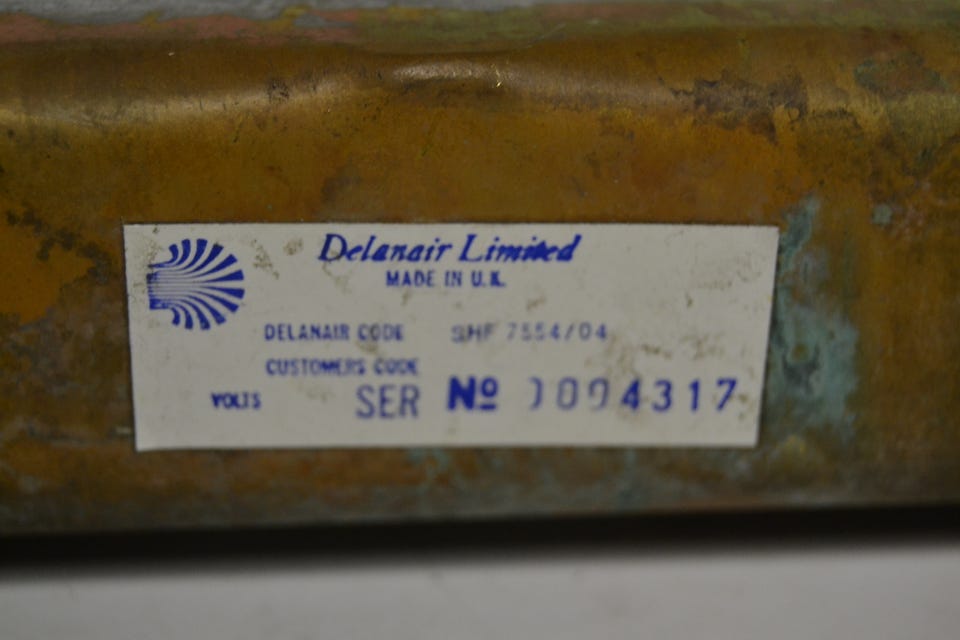 Delanair Limited
MADE IN U.K.
DELANAIR CODE SHF 7554/04
CUSTOMERS CODE
VOLTS SER Nº 0094317